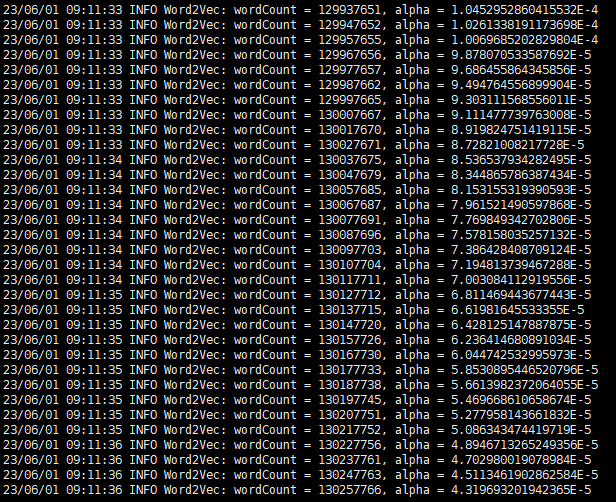 23/06/01 09:11:33 INFO Word2Vec: wordCount = 129937651, alpha = 1.0452952860415532E-4
23/06/01 09:11:33 INFO Word2Vec: wordCount = 129947652, alpha = 1.0261338191173698E-4
23/06/01 09:11:33 INFO Word2Vec: wordCount = 129957655, alpha = 1.0069685202829804E-4
23/06/01 09:11:33 INFO Word2Vec: wordCount = 129967656, alpha = 9.878070533587692E-5
23/06/01 09:11:33 INFO Word2Vec: wordCount = 129977657, alpha = 9.686455864345856E-5
23/06/01 09:11:33 INFO Word2Vec: wordCount = 129987662, alpha = 9.494764556899904E-5
23/06/01 09:11:33 INFO Word2Vec: wordCount = 129997665, alpha = 9.303111568556011E-5
23/06/01 09:11:33 INFO Word2Vec: wordCount = 130007667, alpha = 9.111477739763008E-5
23/06/01 09:11:33 INFO Word2Vec: wordCount = 130017670, alpha = 8.919824751419115E-5
23/06/01 09:11:33 INFO Word2Vec: wordCount = 130027671, alpha = 8.72821008217728E-5
23/06/01 09:11:34 INFO Word2Vec: wordCount = 130037675, alpha = 8.536537934282495E-5
23/06/01 09:11:34 INFO Word2Vec: wordCount = 130047679, alpha = 8.344865786387434E-5
23/06/01 09:11:34 INFO Word2Vec: wordCount = 130057685, alpha = 8.153155319390593E-5
23/06/01 09:11:34 INFO Word2Vec: wordCount = 130067687, alpha = 7.961521490597868E-5
23/06/01 09:11:34 INFO Word2Vec: wordCount = 130077691, alpha = 7.769849342702806E-5
23/06/01 09:11:34 INFO Word2Vec: wordCount = 130087696, alpha = 7.578158035257132E-5
23/06/01 09:11:34 INFO Word2Vec: wordCount = 130097703, alpha = 7.386428408709124E-5
23/06/01 09:11:34 INFO Word2Vec: wordCount = 130107704, alpha = 7.194813739467288E-5
23/06/01 09:11:34 INFO Word2Vec: wordCount = 130117711, alpha = 7.003084112919556E-5
23/06/01 09:11:35 INFO Word2Vec: wordCount = 130127712, alpha = 6.811469443677443E-5
23/06/01 09:11:35 INFO Word2Vec: wordCount = 130137715, alpha = 6.61981645533355E-5
23/06/01 09:11:35 INFO Word2Vec: wordCount = 130147720, alpha = 6.428125147887875E-5
23/06/01 09:11:35 INFO Word2Vec: wordCount = 130157726, alpha = 6.236414680891034E-5
23/06/01 09:11:35 INFO Word2Vec: wordCount = 130167730, alpha = 6.044742532995973E-5
23/06/01 09:11:35 INFO Word2Vec: wordCount = 130177733, alpha = 5.8530895446520796E-5
23/06/01 09:11:35 INFO Word2Vec: wordCount = 130187738, alpha = 5.6613982372064055E-5
23/06/01 09:11:35 INFO Word2Vec: wordCount = 130197745, alpha = 5.469668610658674E-5
23/06/01 09:11:35 INFO Word2Vec: wordCount = 130207751, alpha = 5.277958143661832E-5
23/06/01 09:11:35 INFO Word2Vec: wordCount = 130217752, alpha = 5.086343474419719E-5
23/06/01 09:11:36 INFO Word2Vec: wordCount = 130227756, alpha = 4.8946713265249356E-5
23/06/01 09:11:36 INFO Word2Vec: wordCount = 130237761, alpha = 4.70298001907894E-5
23/06/01 09:11:36 INFO Word2Vec: wordCount = 130247763, alpha = 4.5113461902862584E-5
23/06/01 09:11:36 INFO Word2Vec: wordCount = 130257766, alpha = 4.319693201942365E-5